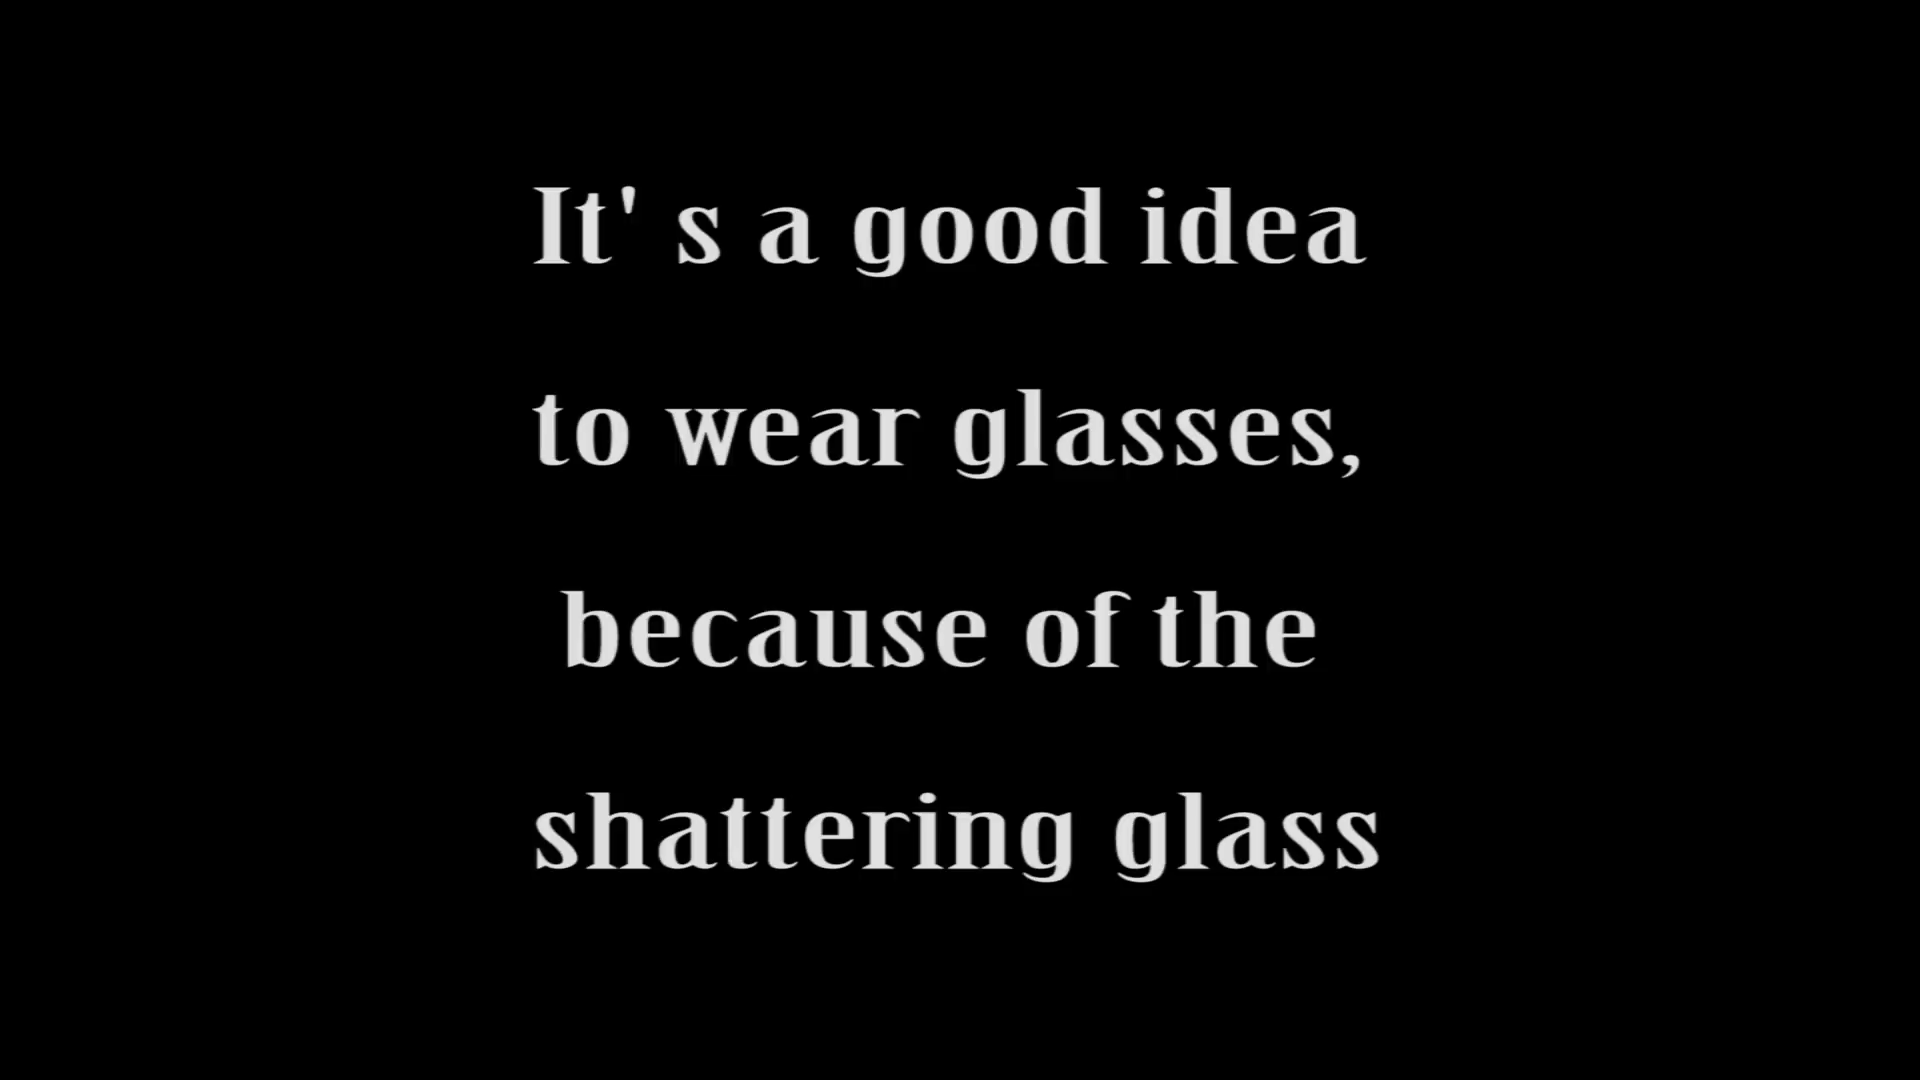 It' s a good idea
to wear glasses,
because of the
shattering glass